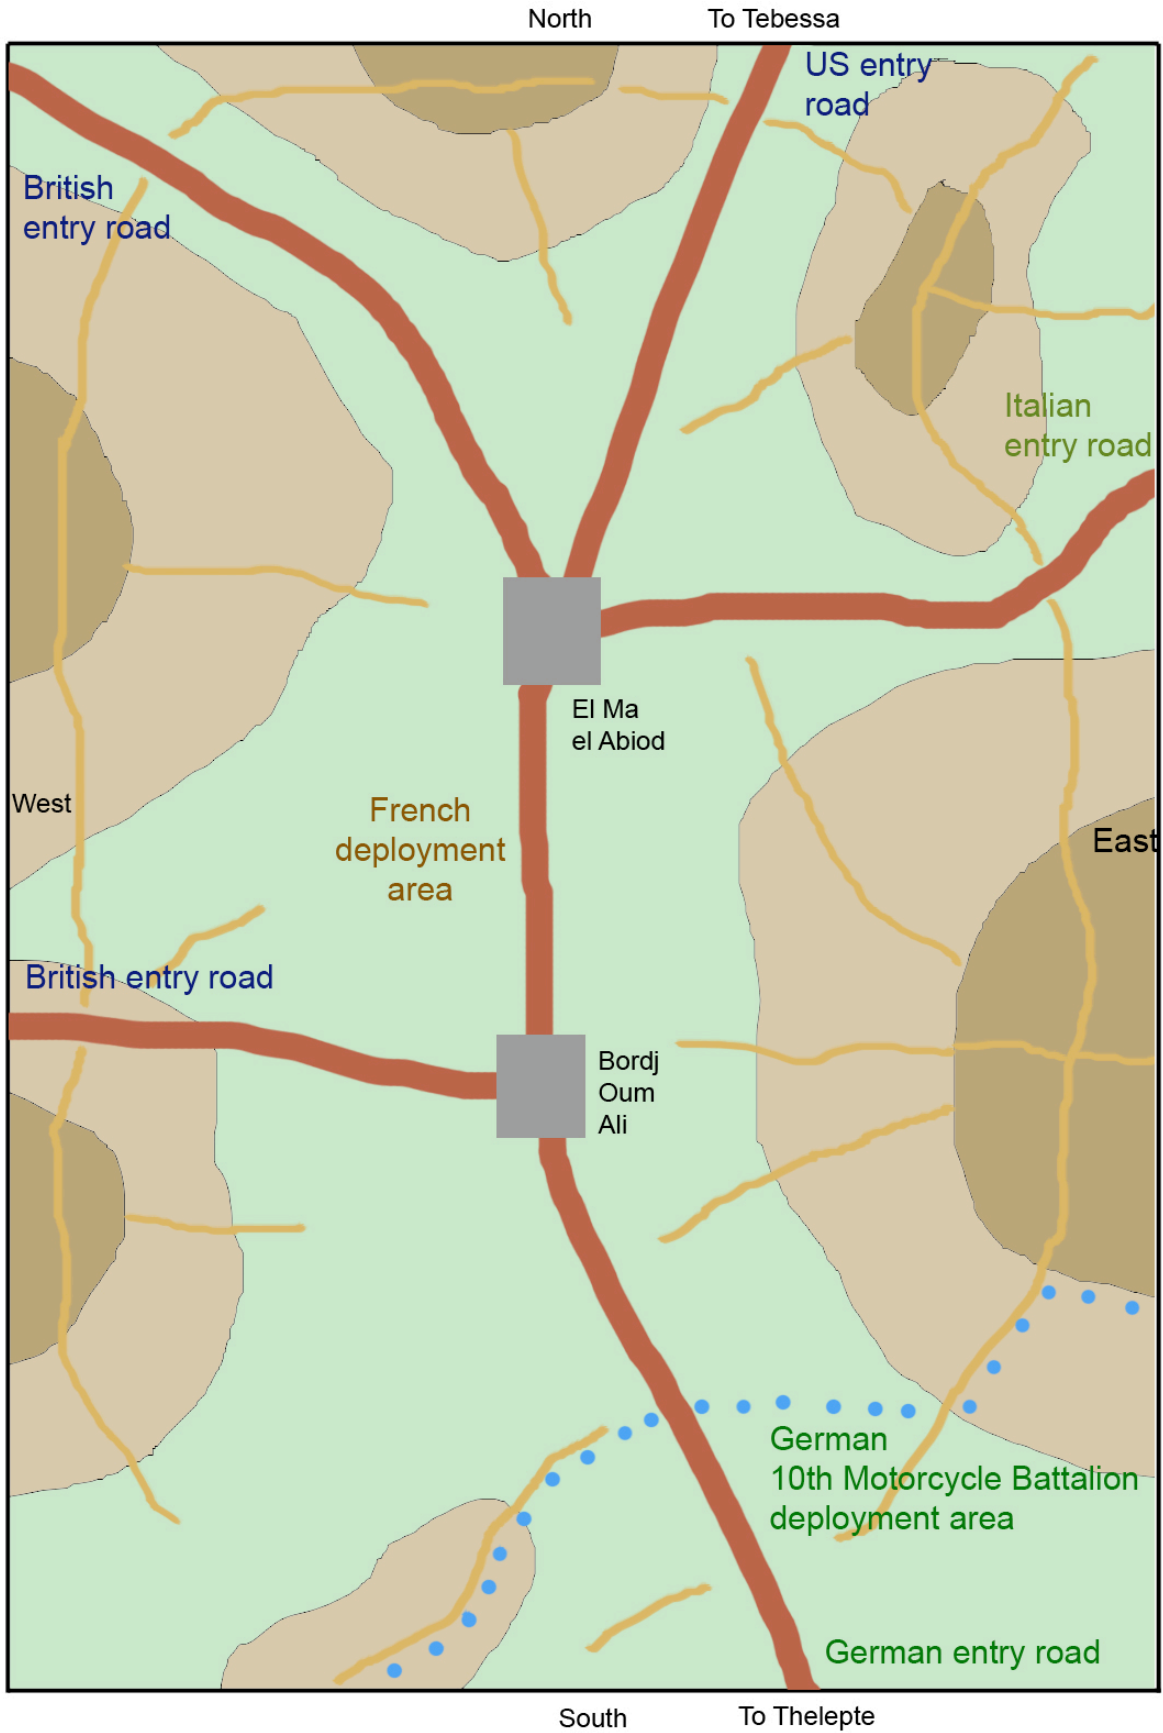 North
To Tebessa
US entry
road
British
entry road
Italian
entry road
El Ma
el Abiod
West
French
deployment
area
East
British entry road
Bordj
Oum
Ali
German
10th Motorcycle Battalion
deployment area
German entry road
South
To Thelepte